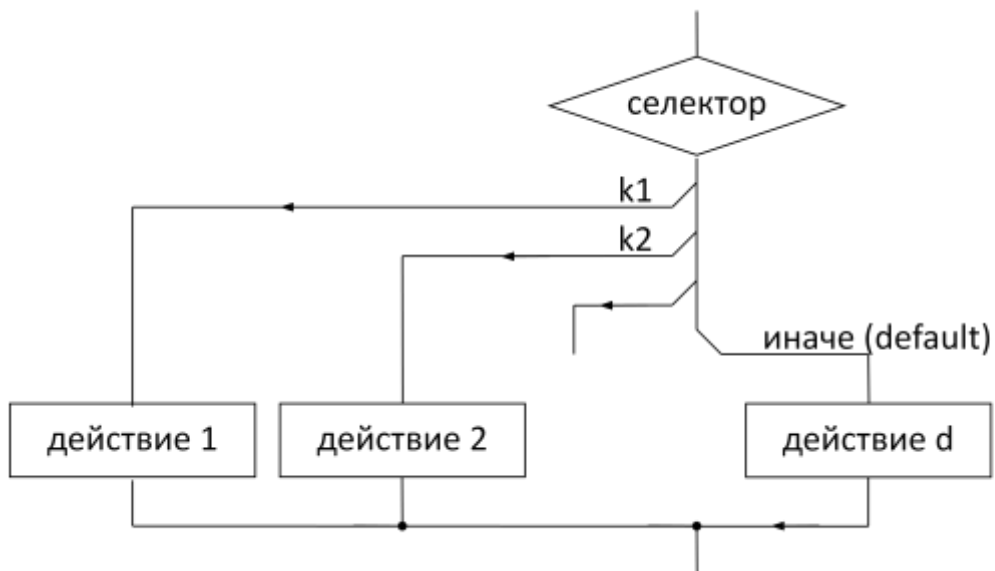 селектор
k1
k2
иначе (default)
действие 1
действие 2
действие d